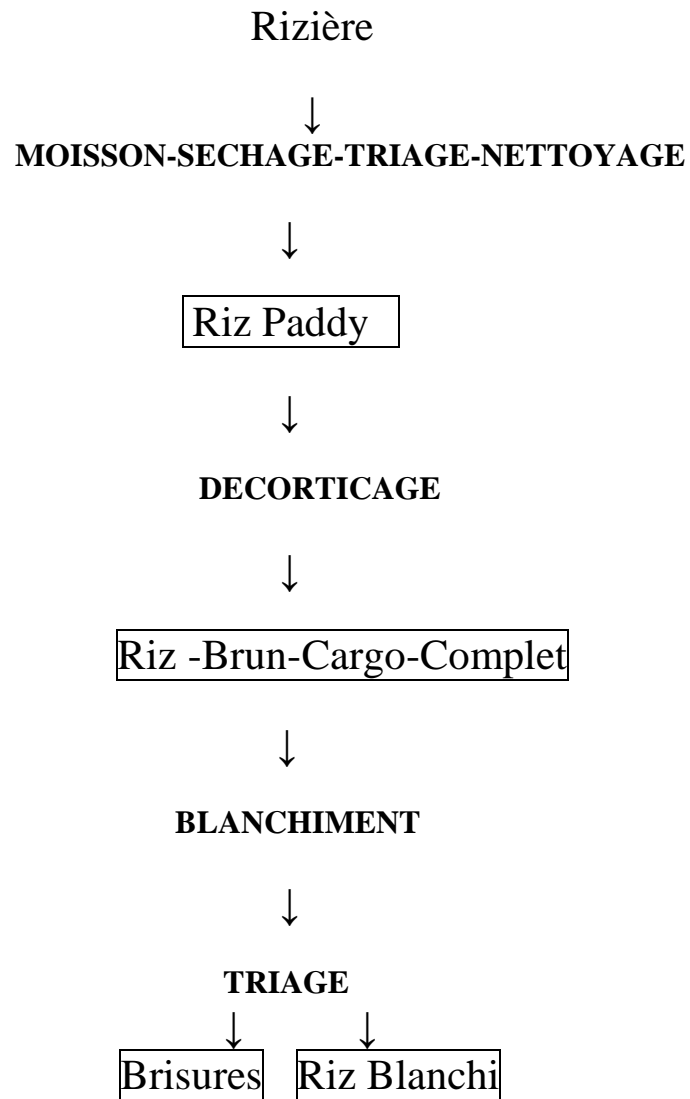 Rizière
↓
MOISSON-SECHAGE-TRIAGE-NETTOYAGE
↓
Riz Paddy
↓
DECORTICAGE
↓
Riz -Brun-Cargo-Complet
↓
BLANCHIMENT
↓
TRIAGE
↓ ↓
Brisures Riz Blanchi